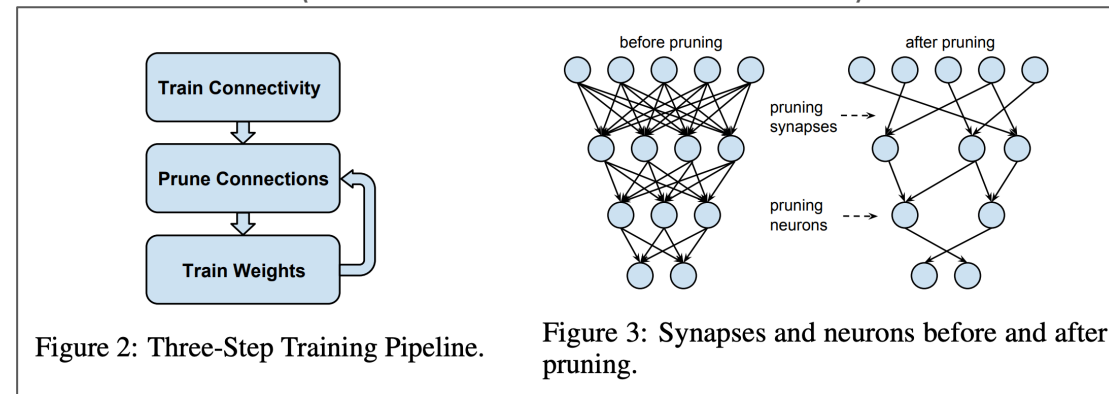 Train Connectivity
Prune Connections
Train Weights
Figure 2: Three-Step Training Pipeline.
before pruning
after pruning
pruning
synapses
pruning
neurons
Figure 3: Synapses and neurons before and after
pruning.